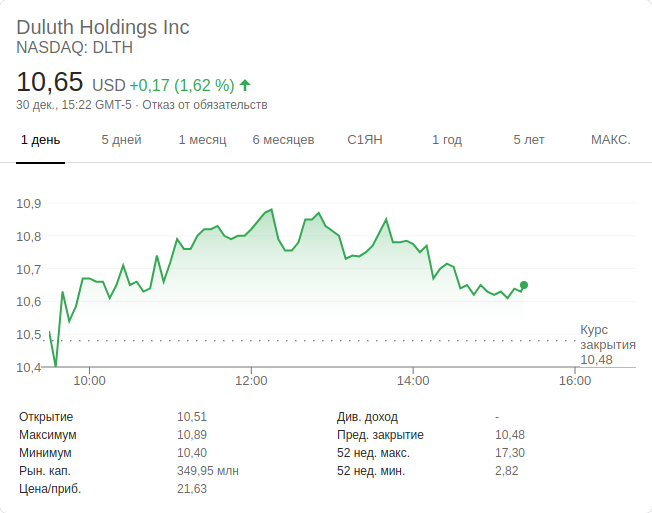 Duluth Holdings Inc
NASDAQ: DLTH
10,65 USD +0,17 (1,62 %) ↑
30 дек., 15:22 GMT-5 · Отказ от обязательств
1 день 5 дней 1 месяц 6 месяцев С1ЯН 1 год 5 лет МАКС.
10,9
10,8
10,7
10,6
10,5
10,4
Курс
закрытия
10,48
10:00 12:00 14:00 16:00
Открытие 10,51 Див. доход -
Максимум 10,89 Пред. закрытие 10,48
Минимум 10,40 52 нед. макс. 17,30
Рын. кап. 349,95 млн 52 нед. мин. 2,82
Цена/приб. 21,63